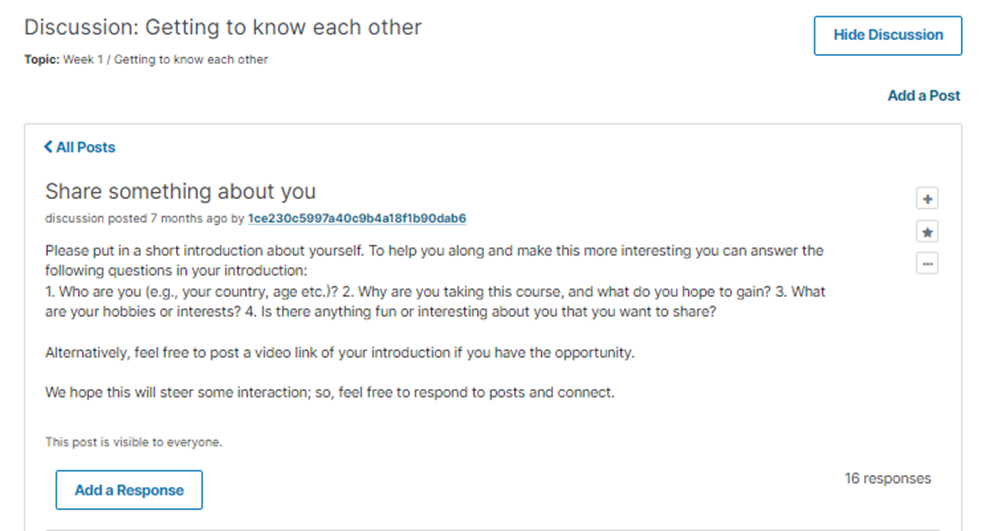 Discussion: Getting to know each other
Hide Discussion
Topic: Week 1 / Getting to know each other
Add a Post
All Posts
Share something about you
discussion posted 7 months ago by 1ce230c5997a40c9b4a18f1b90dab6
Please put in a short introduction about yourself. To help you along and make this more interesting you can answer the
following questions in your introduction:
1. Who are you (e.g., your country, age etc.)? 2. Why are you taking this course, and what do you hope to gain? 3. What
are your hobbies or interests? 4. Is there anything fun or interesting about you that you want to share?
Alternatively, feel free to post a video link of your introduction if you have the opportunity.
We hope this will steer some interaction; so, feel free to respond to posts and connect.
This post is visible to everyone.
Add a Response
16 responses